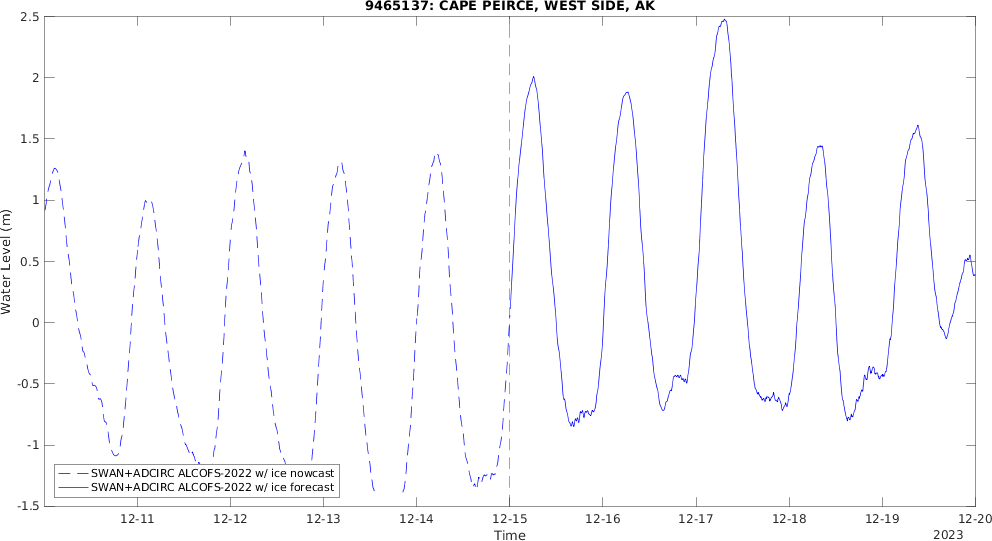 9465137: CAPE PEIRCE, WEST SIDE, AK
2.5
2
1.5
1
0.5
0
-0.5
-1
-1.5
Water Level (m)
SWAN+ADCIRC ALCOFS-2022 w/ ice nowcast
SWAN+ADCIRC ALCOFS-2022 w/ ice forecast
12-11 12-12 12-13 12-14 12-15 12-16 12-17 12-18 12-19 12-20
Time
2023